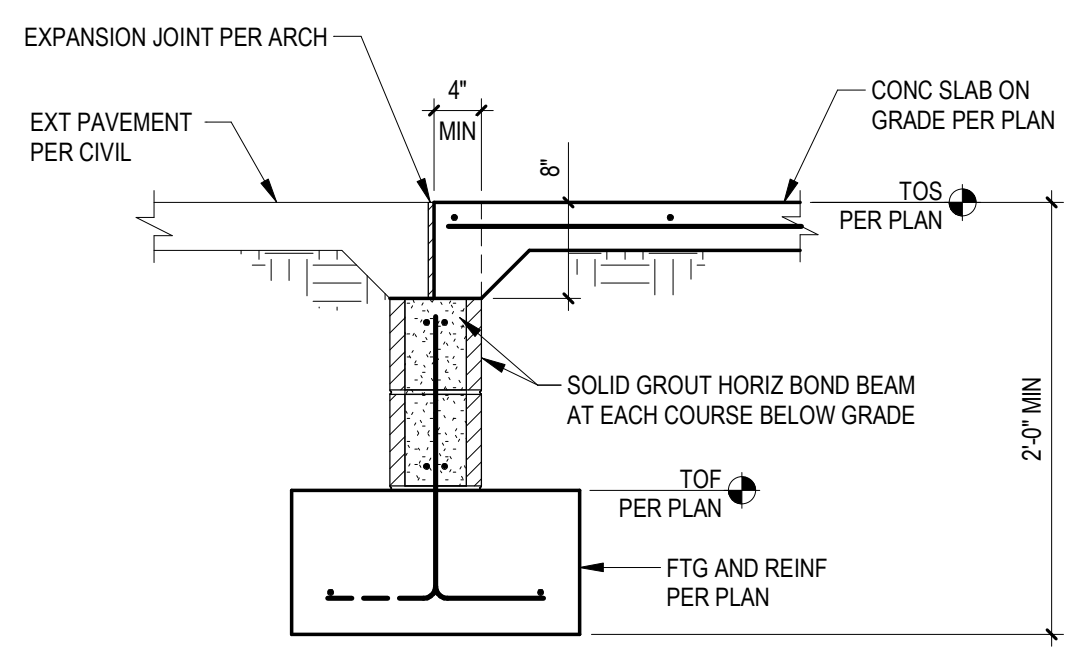 EXPANSION JOINT PER ARCH
4"
MIN
CONC SLAB ON
GRADE PER PLAN
EXT PAVEMENT
PER CIVIL
8"
TOS
PER PLAN
SOLID GROUT HORIZ BOND BEAM
AT EACH COURSE BELOW GRADE
2'-0" MIN
TOF
PER PLAN
FTG AND REINF
PER PLAN